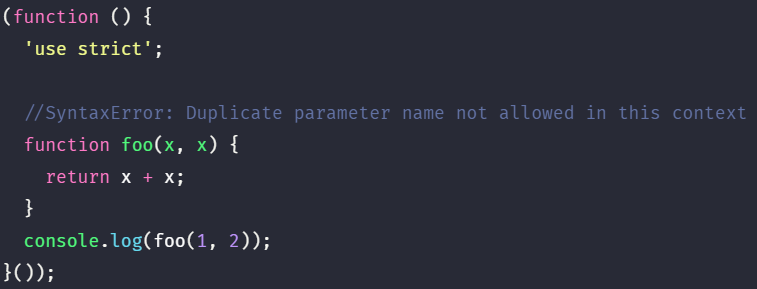 (function () {
  'use strict';

  //SyntaxError: Duplicate parameter name not allowed in this context
  function foo(x, x) {
    return x + x;
  }
  console.log(foo(1, 2));
}());